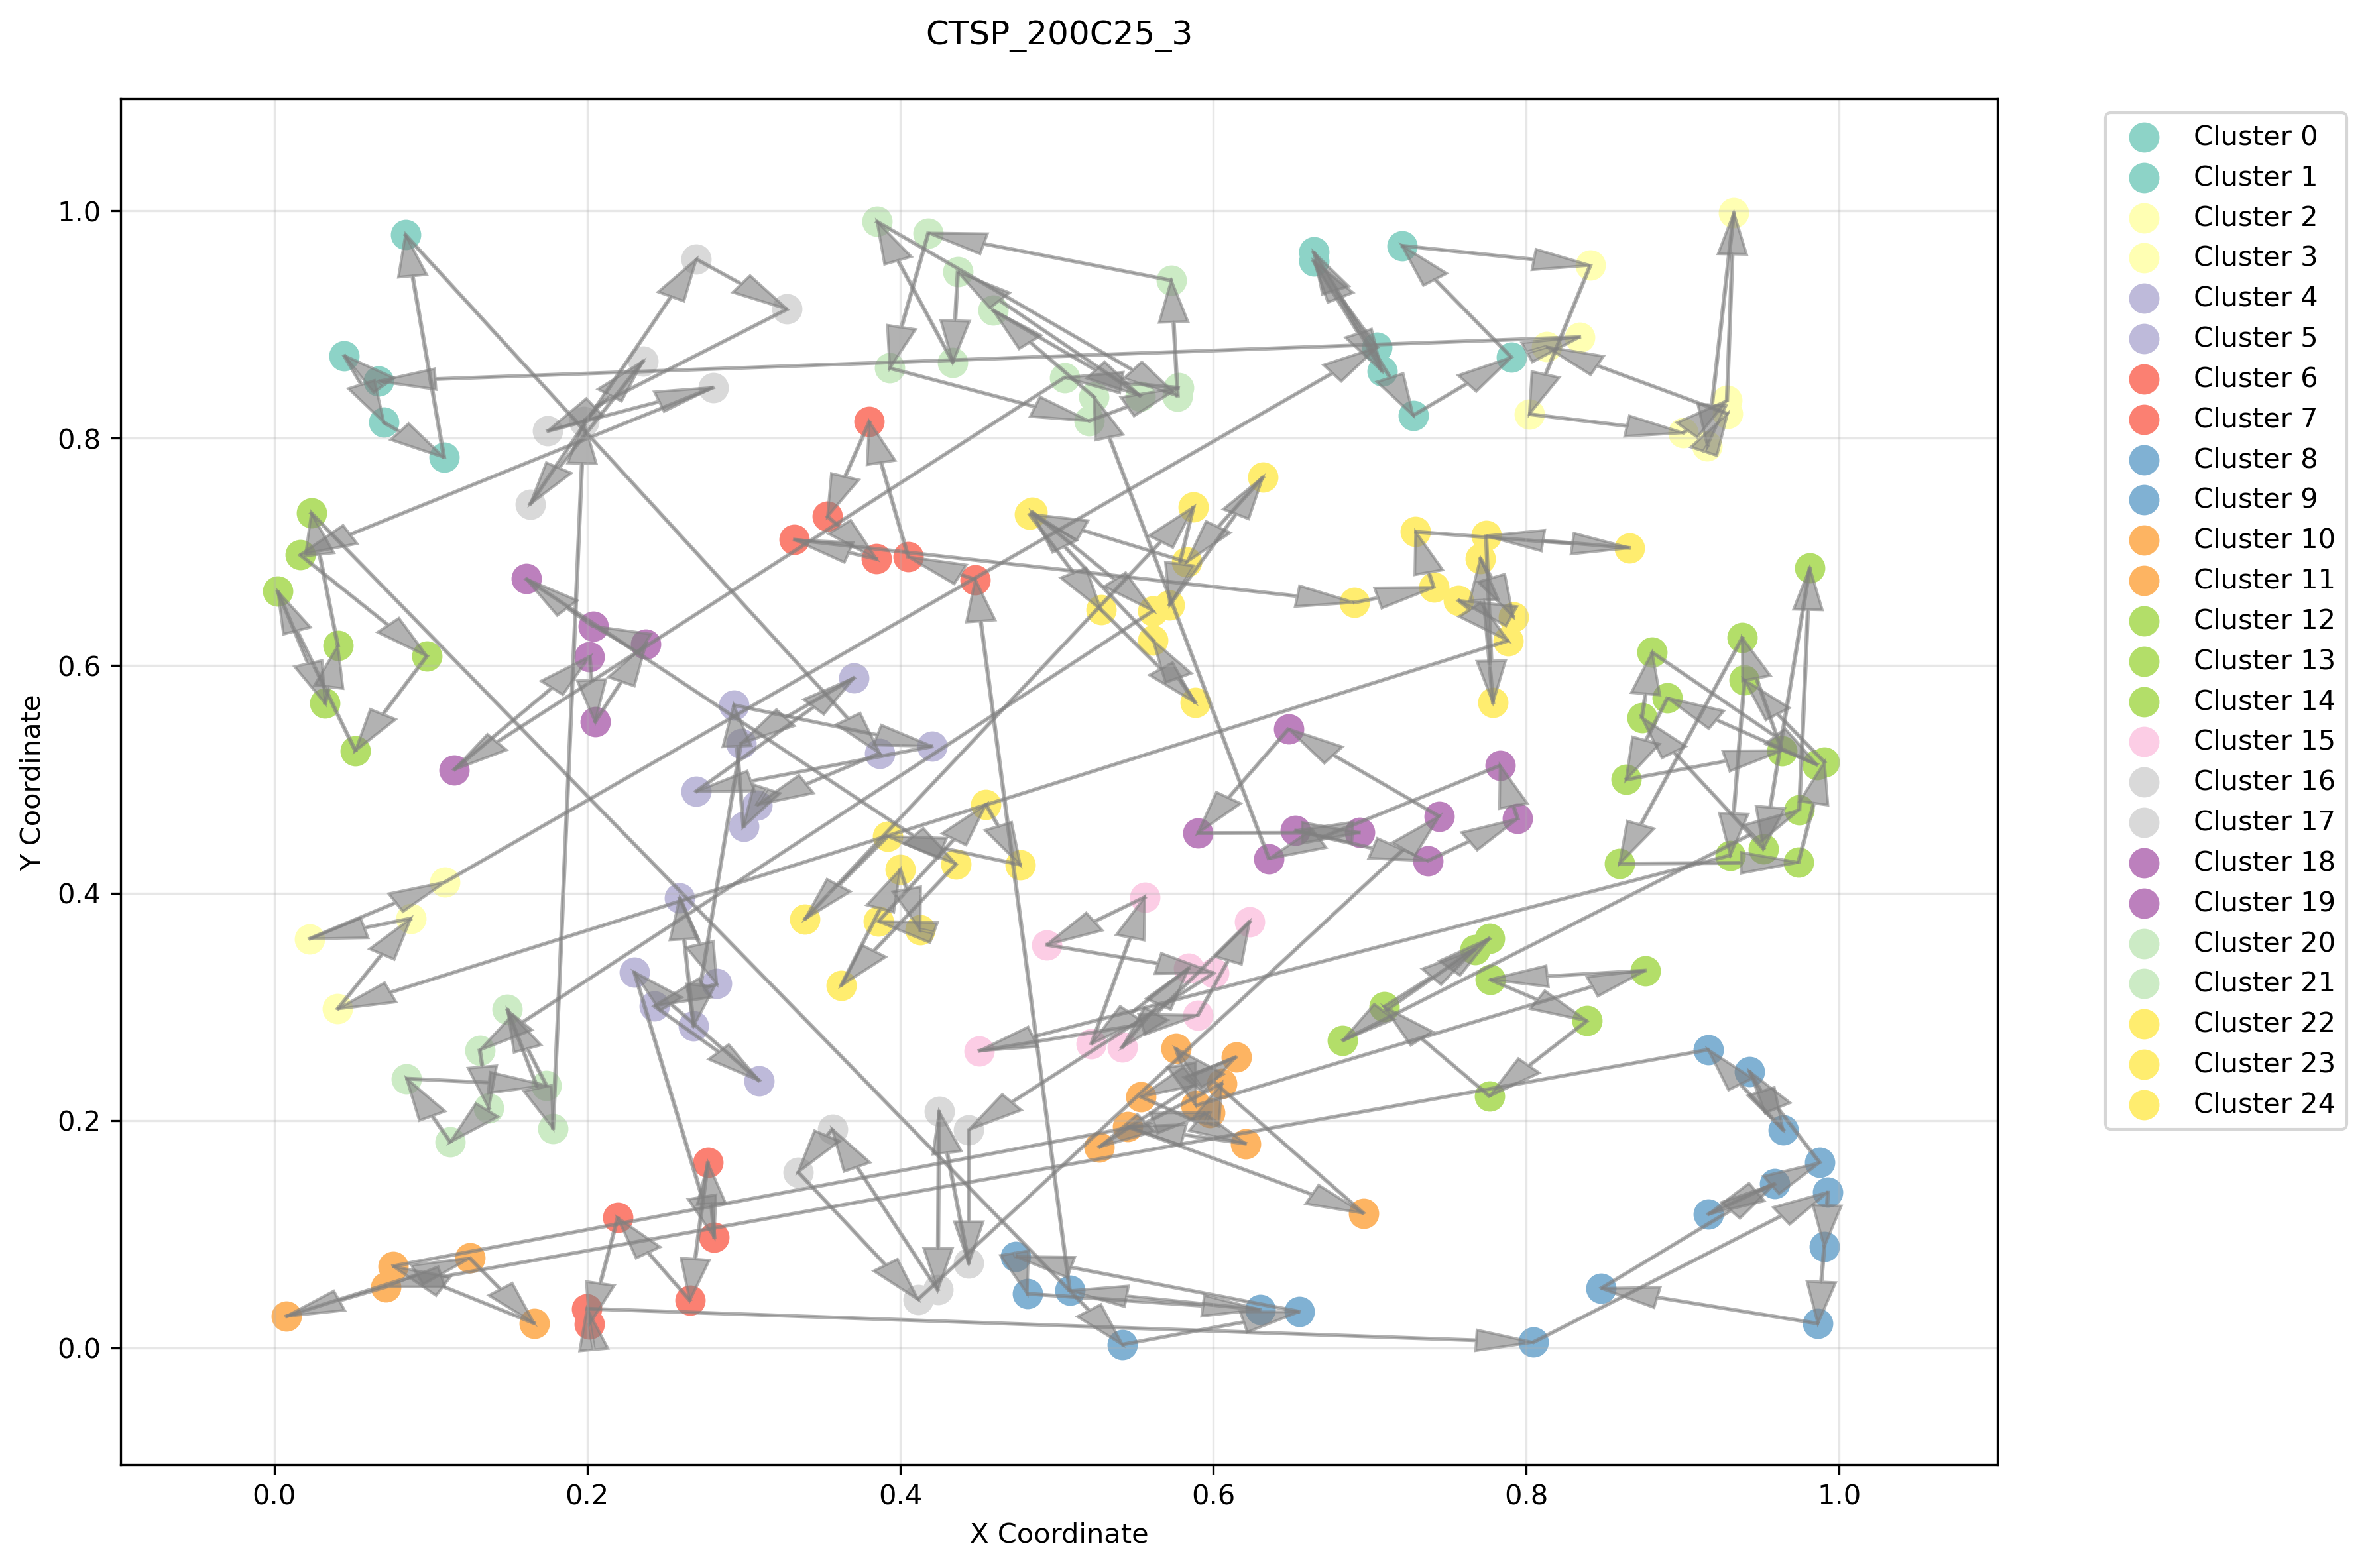 CTSP_200C25_3
Y Coordinate
1.0
0.8
0.6
0.4
0.2
0.0
0.0 0.2 0.4 0.6 0.8 1.0
X Coordinate
Cluster 0
Cluster 1
Cluster 2
Cluster 3
Cluster 4
Cluster 5
Cluster 6
Cluster 7
Cluster 8
Cluster 9
Cluster 10
Cluster 11
Cluster 12
Cluster 13
Cluster 14
Cluster 15
Cluster 16
Cluster 17
Cluster 18
Cluster 19
Cluster 20
Cluster 21
Cluster 22
Cluster 23
Cluster 24